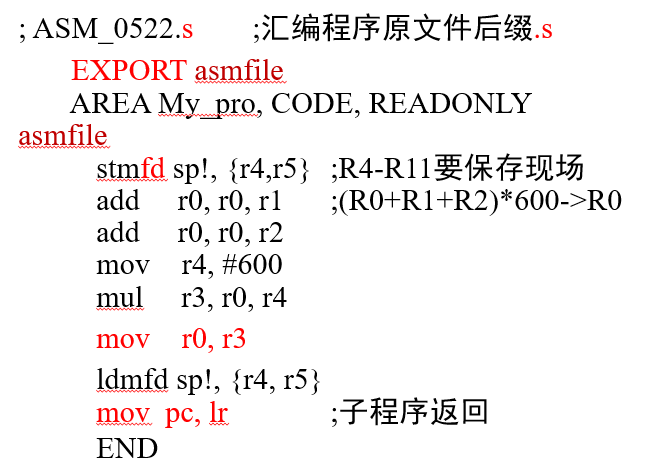 ; ASM_0522.s ;汇编程序原文件后缀.s
EXPORT asmfile
AREA My_pro, CODE, READONLY
asmfile
stmfd sp!, {r4,r5} ;R4-R11要保存现场
add r0, r0, r1 ;(R0+R1+R2)*600->R0
add r0, r0, r2
mov r4, #600
mul r3, r0, r4
mov r0, r3
ldmfd sp!, {r4, r5}
mov pc, lr ;子程序返回
END